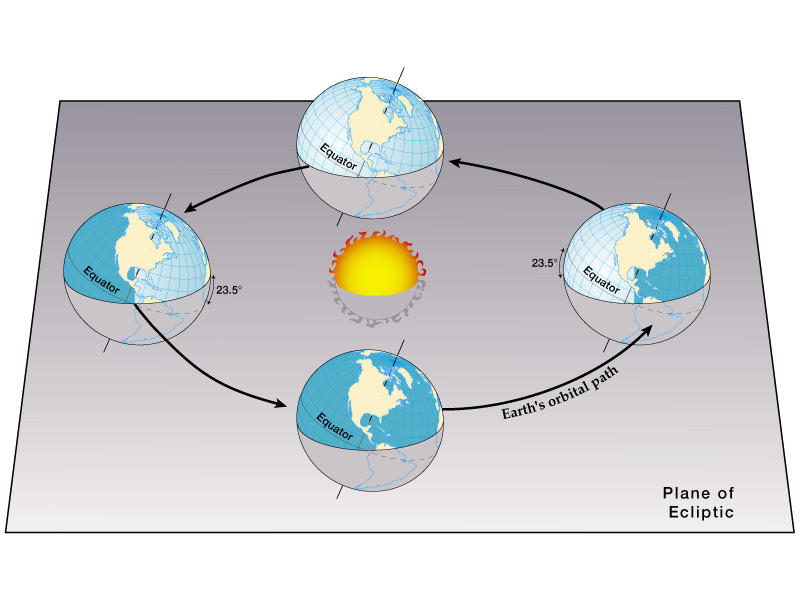 Equator
Equator
23.5°
23.5°
Equator
Equator
Earth's orbital path
Plane of
Ecliptic